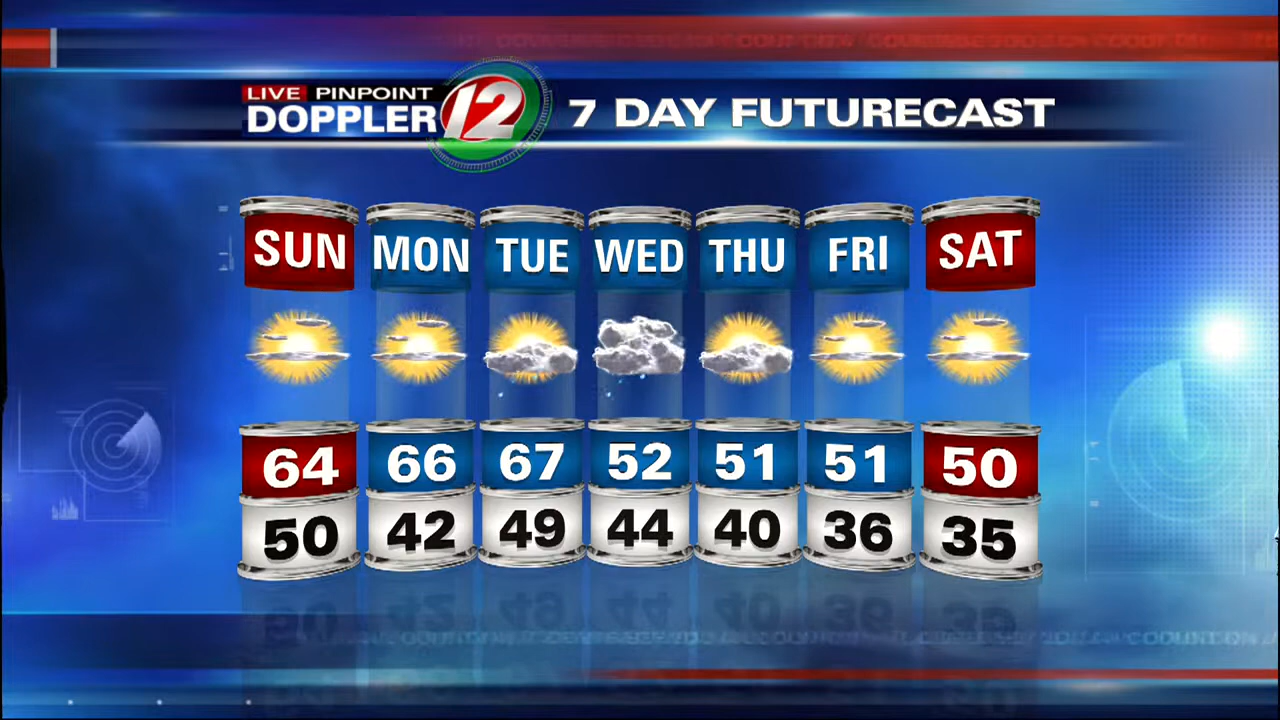 LIVE PINPOINT
DOPPLER 12 7 DAY FUTURECAST
SUN MON TUE WED THU FRI SAT
64 66 67 52 51 51 50
50 42 49 44 40 36 35